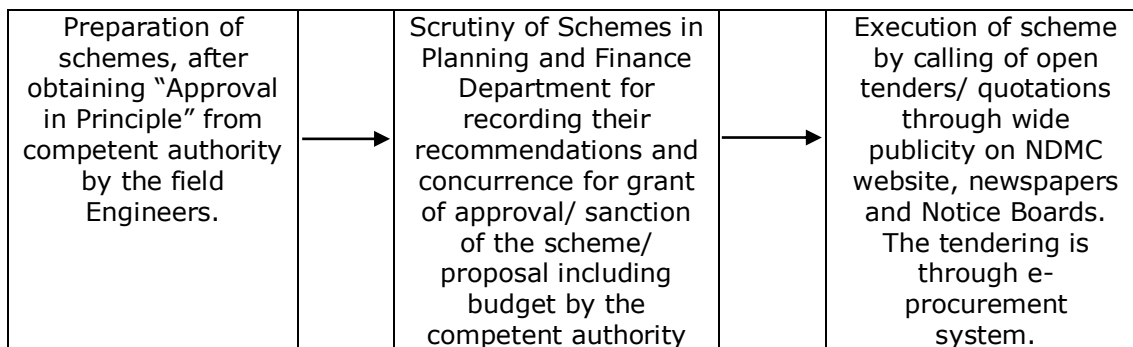 Preparation of
schemes, after
obtaining “Approval
in Principle” from
competent authority
by the field
Engineers.
Scrutiny of Schemes in
Planning and Finance
Department for
recording their
recommendations and
concurrence for grant
of approval/ sanction
of the scheme/
proposal including
budget by the
competent authority
Execution of scheme
by calling of open
tenders/ quotations
through wide
publicity on NDMC
website, newspapers
and Notice Boards.
The tendering is
through e-
procurement
system.